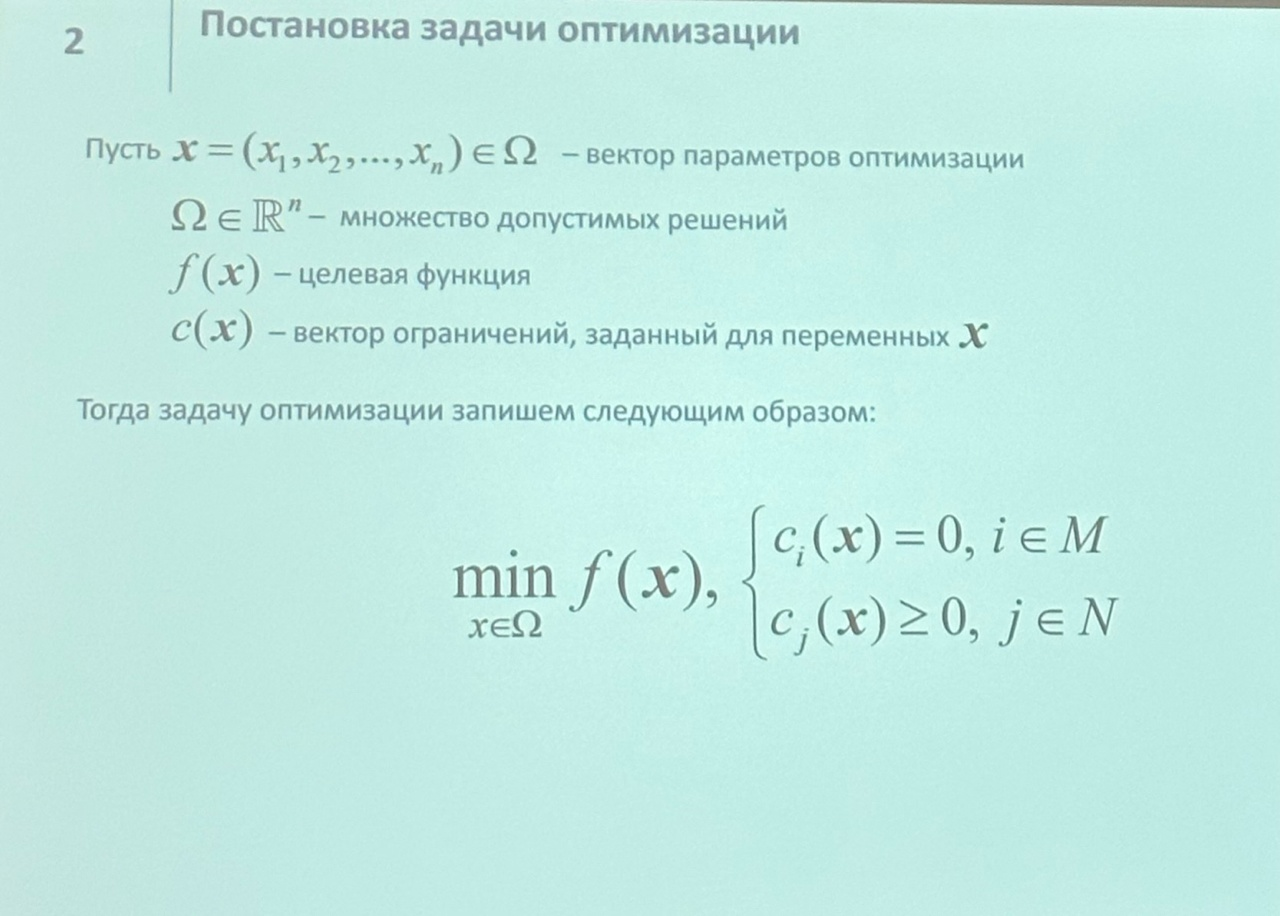 2
Постановка задачи оптимизации
Пусть x = (x₁, x₂, ..., xₙ) ∈ Ω – вектор параметров оптимизации
Ω ∈ ℝⁿ – множество допустимых решений
f(x) – целевая функция
c(x) – вектор ограничений, заданный для переменных x
Тогда задачу оптимизации запишем следующим образом:
min f(x), { cᵢ(x) = 0, i ∈ M
x∈Ω { cⱼ(x) ≥ 0, j ∈ N